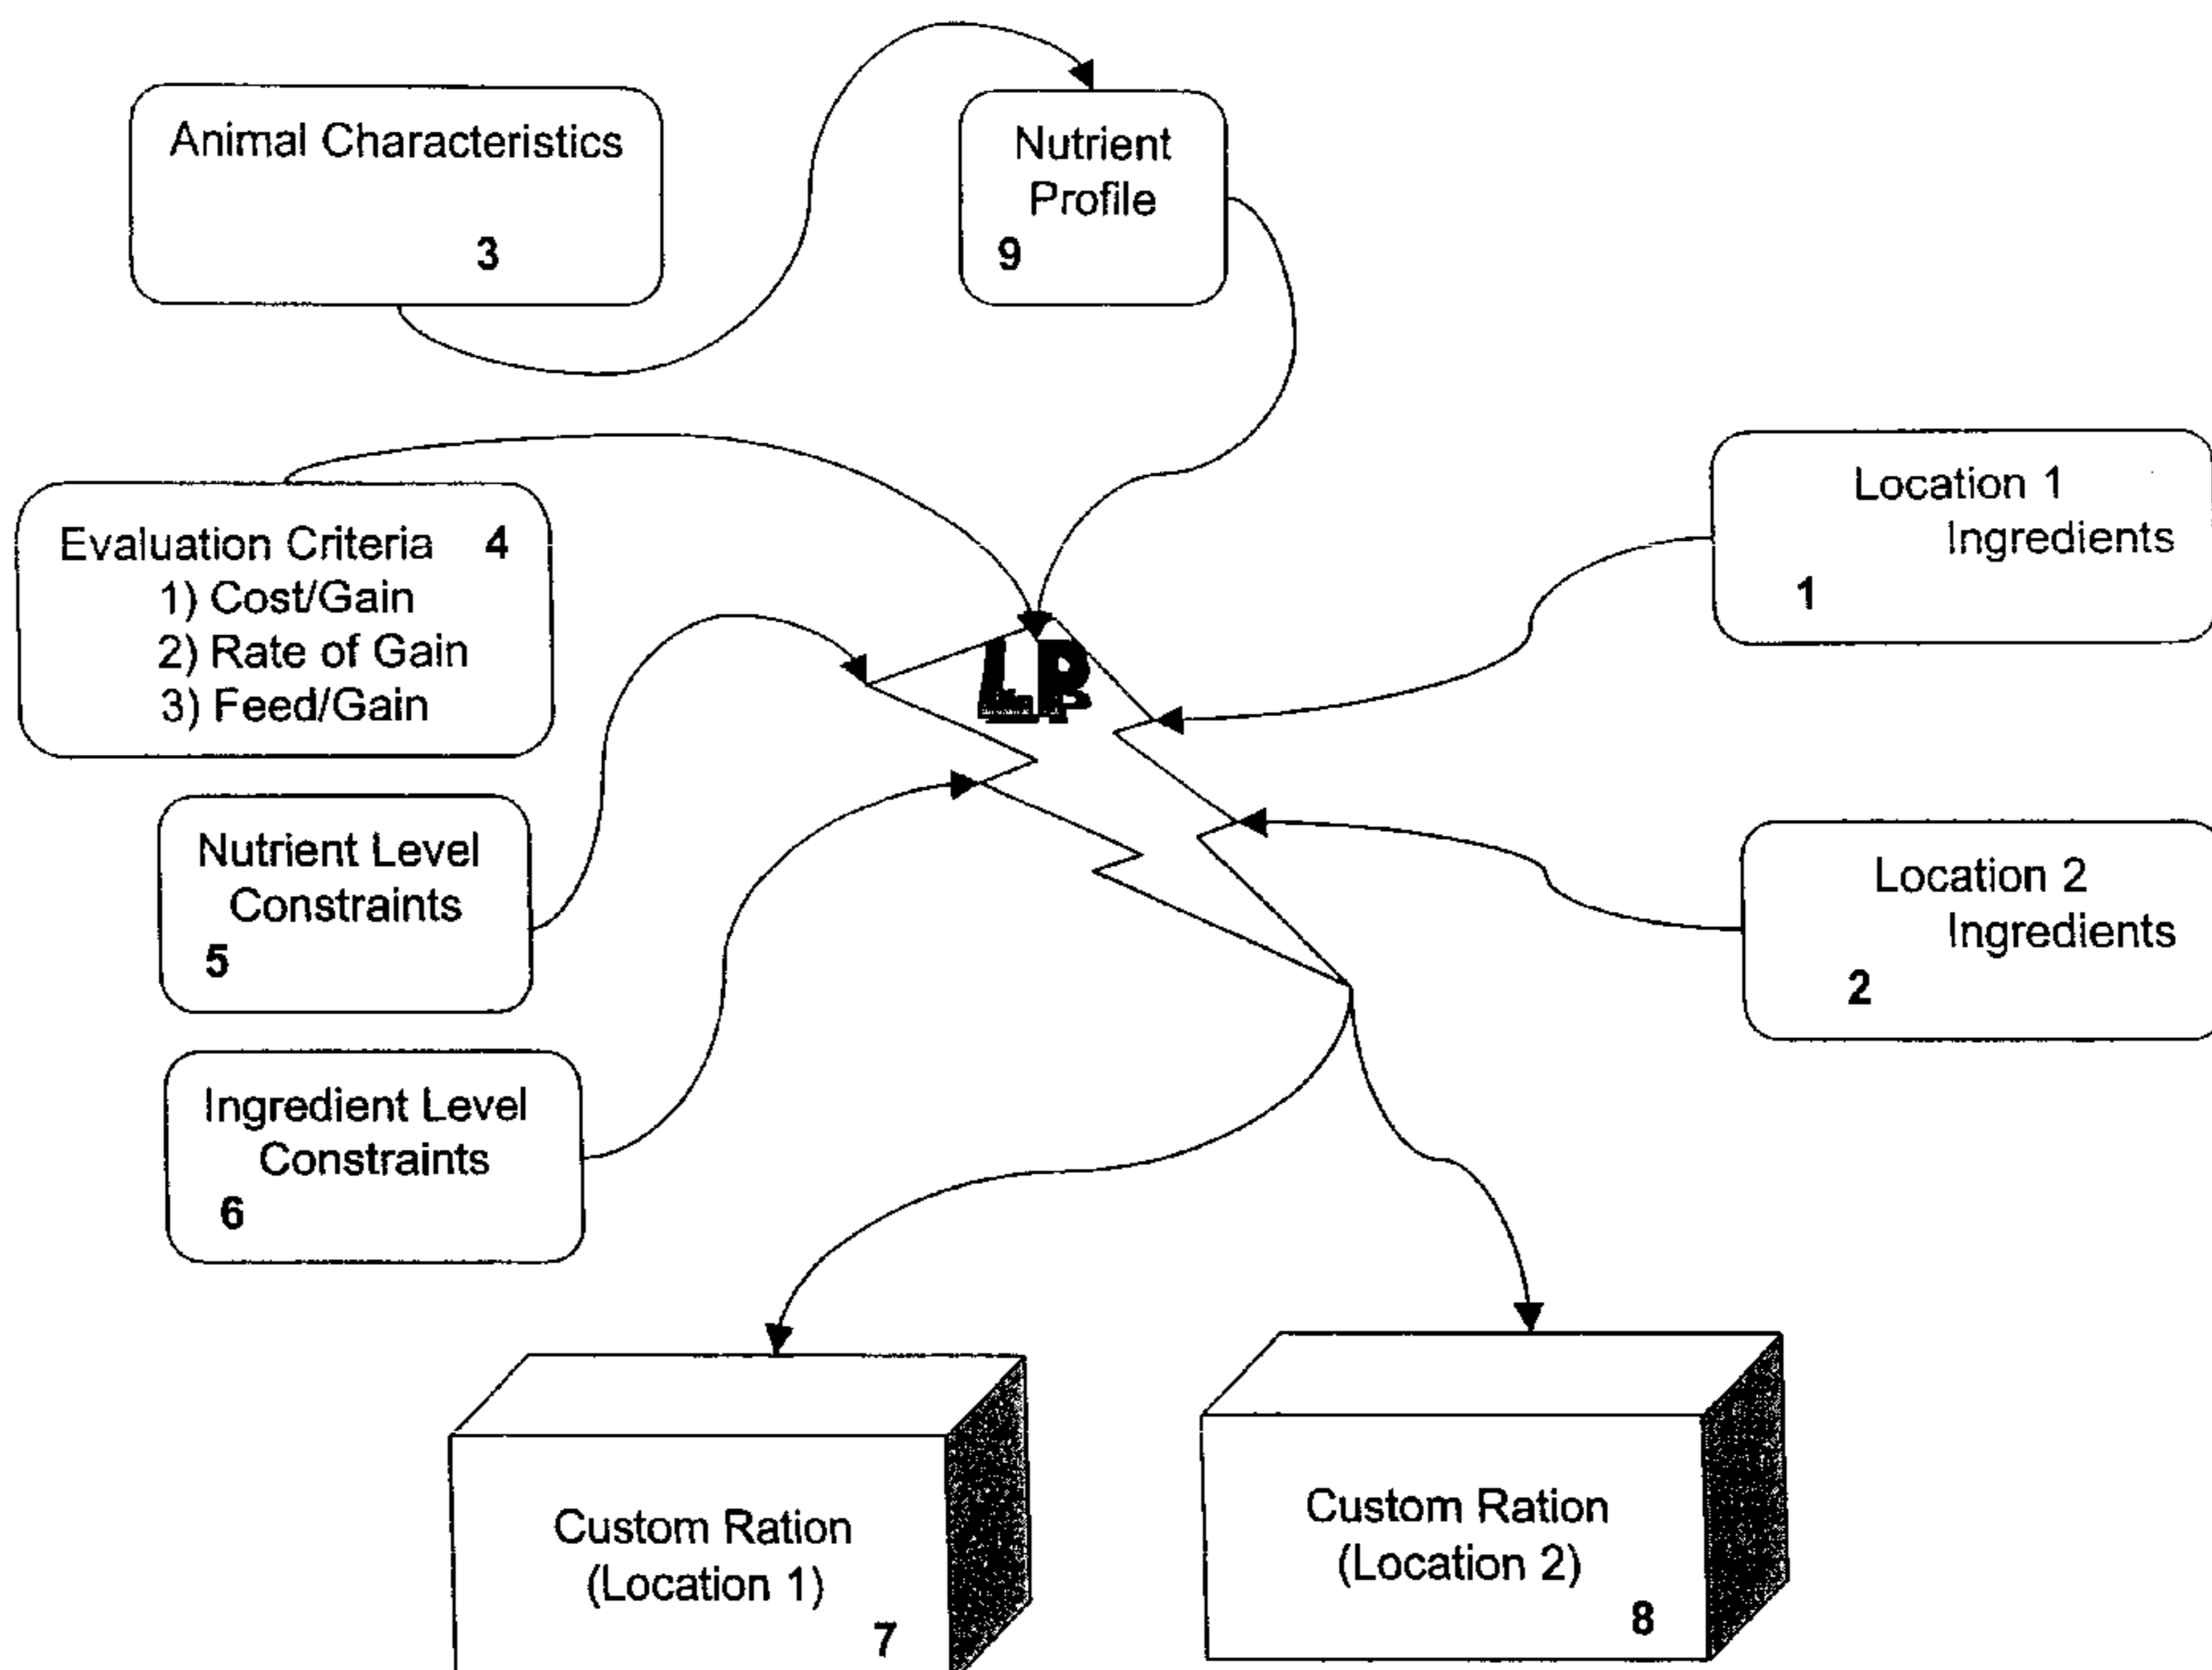 Animal Characteristics
3
Nutrient
Profile
9
Evaluation Criteria 4
1) Cost/Gain
2) Rate of Gain
3) Feed/Gain
Location 1
Ingredients
1
LP
Nutrient Level
Constraints
5
Location 2
Ingredients
2
Ingredient Level
Constraints
6
Custom Ration
(Location 1)
7
Custom Ration
(Location 2)
8